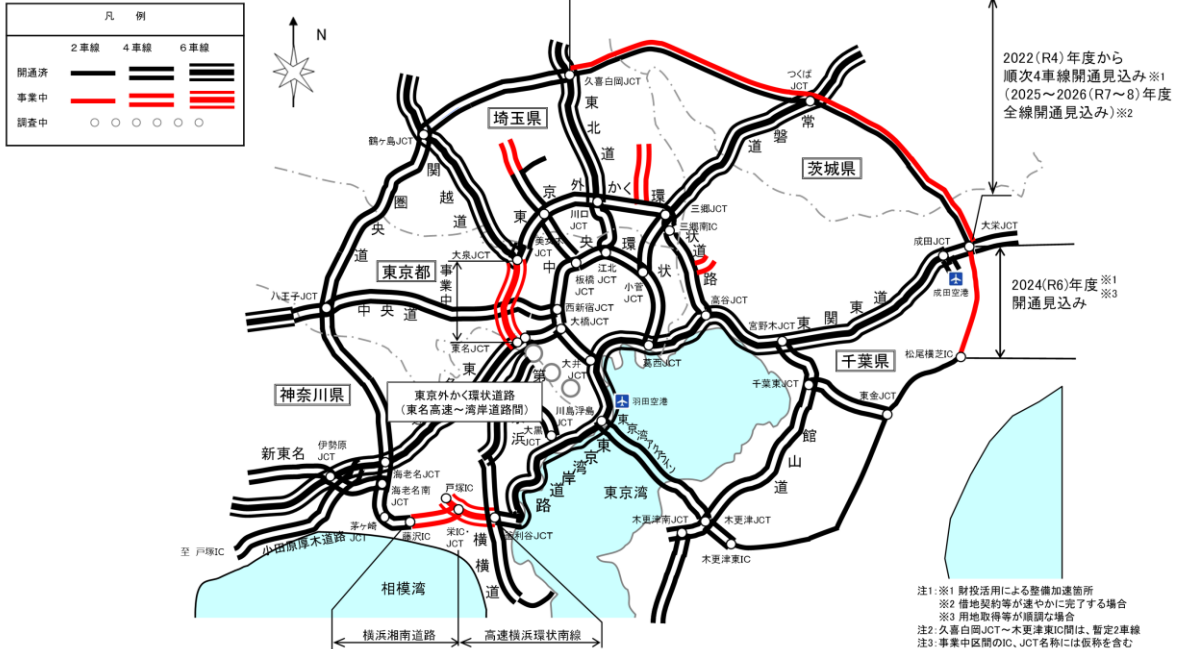 凡 例
2車線 4車線 6車線
開通済
事業中
調査中
N
2022(R4)年度から
順次4車線開通見込み※1
(2025～2026(R7～8)年度
全線開通見込み)※2
久喜白岡JCT
つくば
JCT
東北道
埼玉県
常磐道
茨城県
鶴ヶ島JCT
関越道
圏央道
東京外かく環状道路
川口
JCT
三郷JCT
三郷南IC
大栄JCT
成田JCT
成田空港
大泉JCT
美女木
JCT
中央環状
東京都
事業中
板橋
JCT
江北
JCT
小菅
JCT
2024(R6)年度※1
開通見込み ※3
八王子JCT
中央道
西新宿JCT
大橋JCT
高谷JCT
宮野木JCT
東関東道
千葉県
松尾横芝IC
東名JCT
大井
JCT
葛西JCT
千葉東JCT
東金JCT
神奈川県
東京外かく環状道路
(東名高速～湾岸道路間)
東
第
浜
川島浮島
JCT
羽田空港
大黒
JCT
東京湾アクアライン
東京湾岸道路
東京湾
館山道
新東名
伊勢原
JCT
海老名JCT
海老名南
JCT
戸塚IC
木更津南JCT
木更津JCT
茅ヶ崎
JCT
藤沢IC
栄IC・
JCT
釜利谷JCT
木更津東IC
至 戸塚IC
小田原厚木道路
横横道
相模湾
横浜湘南道路
高速横浜環状南線
注1:※1 財投活用による整備加速箇所
※2 借地契約等が速やかに完了する場合
※3 用地取得等が順調な場合
注2:久喜白岡JCT～木更津東IC間は、暫定2車線
注3:事業中区間のIC、JCT名称には仮称を含む